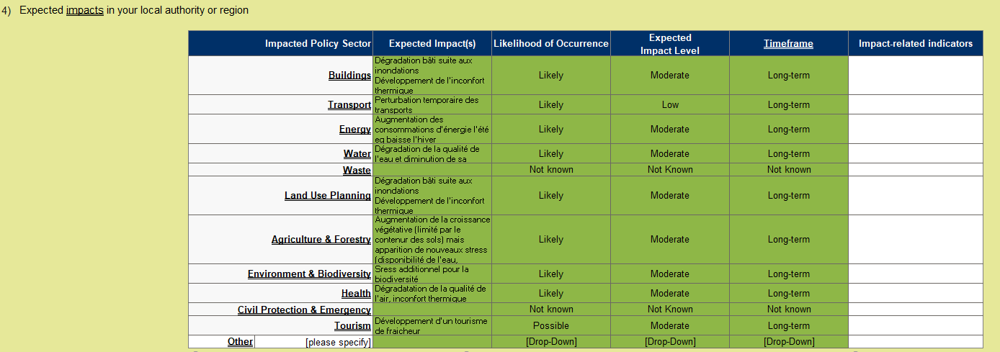 4) Expected impacts in your local authority or region
Impacted Policy Sector Expected Impact(s) Likelihood of Occurrence Expected Impact Level Timeframe Impact-related indicators
Buildings
Dégradation bâti suite aux
inondations
Développement de l'inconfort
thermique
Likely Moderate Long-term
Transport
Perturbation temporaire des
transports
Likely Low Long-term
Energy
Augmentation des
consommations d'énergie l'été
eg baisse l'hiver
Likely Moderate Long-term
Water
Dégradation de la qualité de
l'eau et diminution de sa
Likely Moderate Long-term
Waste Not known Not Known Not known
Land Use Planning
Dégradation bâti suite aux
inondations
Développement de l'inconfort
thermique
Likely Moderate Long-term
Agriculture & Forestry
Augmentation de la croissance
végétative (limité par le
contenur des sols) mais
apparition de nouveaux stress
(disponibilité de l'eau,
Likely Moderate Long-term
Environment & Biodiversity
Sress additionnel pour la
biodiversité
Likely Moderate Long-term
Health
Dégradatation de la qualité de
l'air, inconfort thermique
Likely Moderate Long-term
Civil Protection & Emergency Not known Not Known Not known
Tourism
Développement d'un tourisme
de fraicheur
Possible Moderate Long-term
Other [please specify] [Drop-Down] [Drop-Down] [Drop-Down]